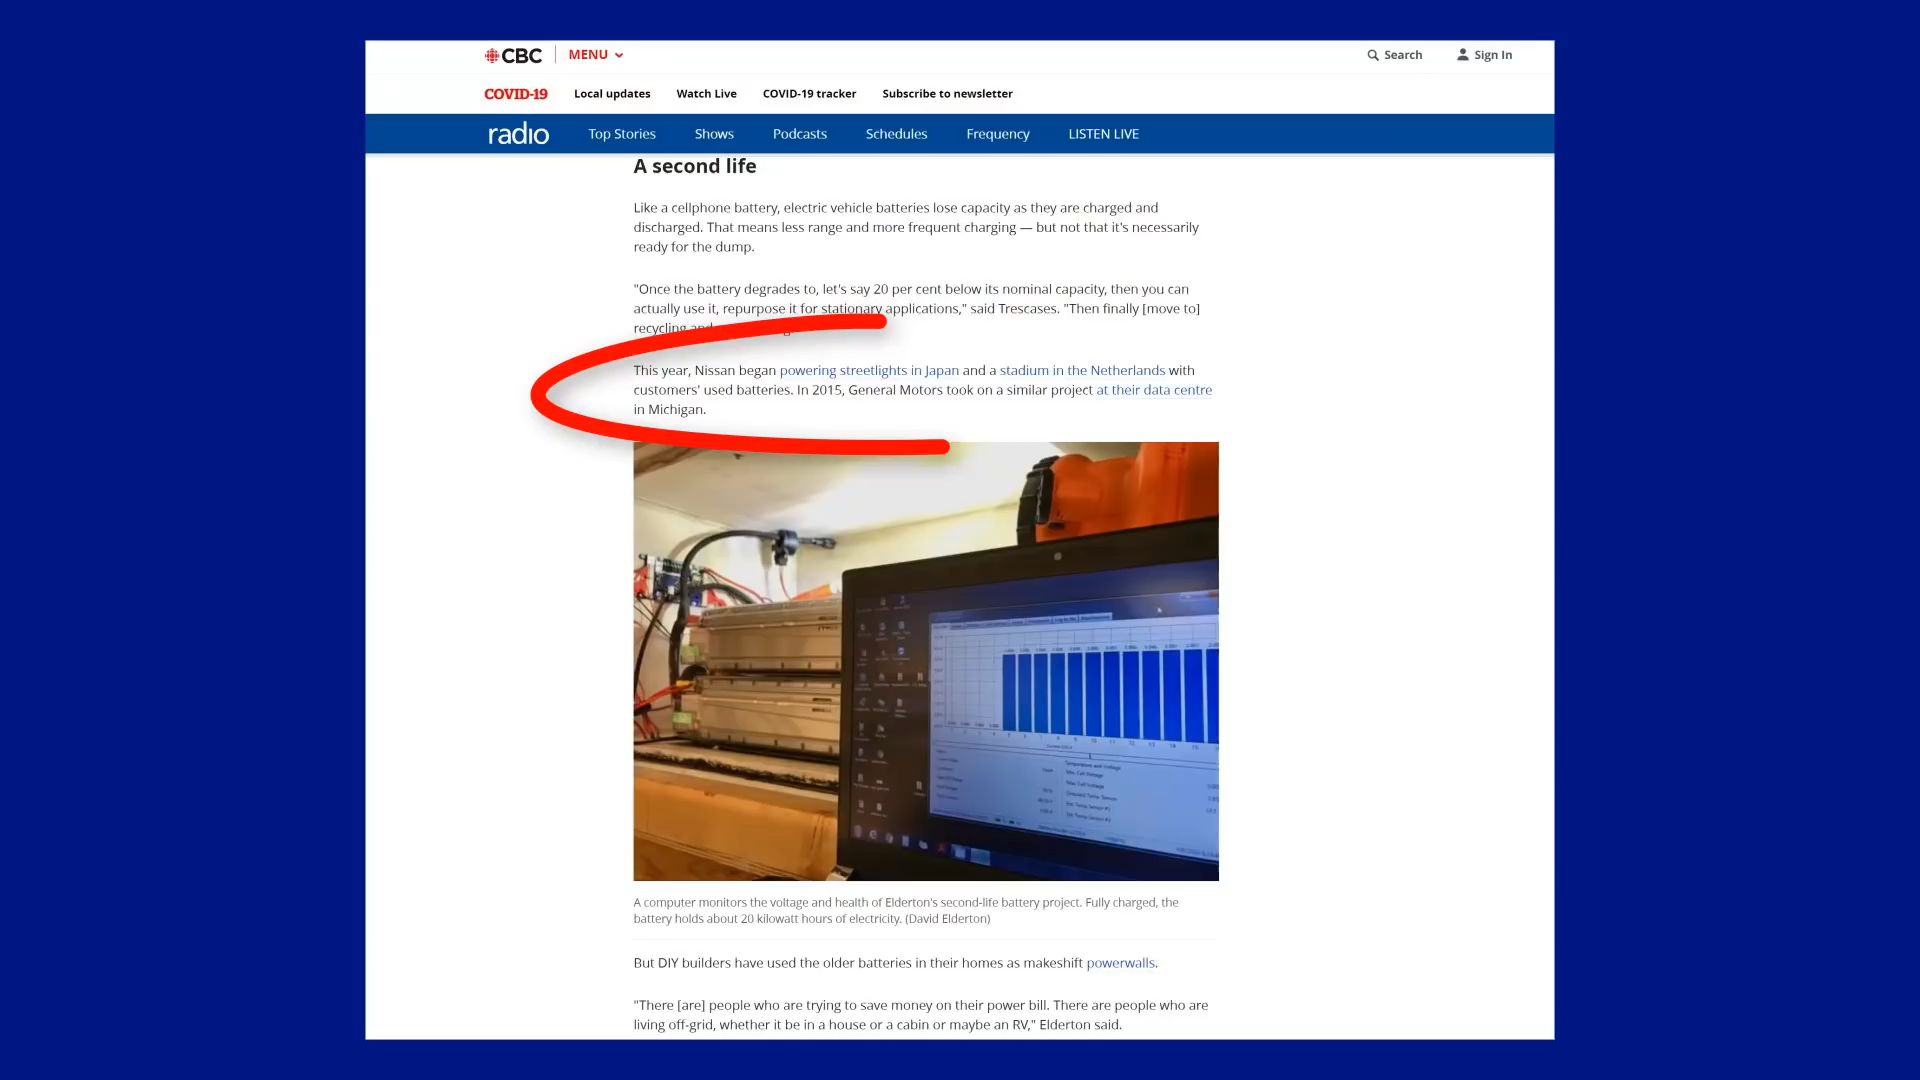 CBC MENU Search Sign In
COVID-19 Local updates Watch Live COVID-19 tracker Subscribe to newsletter
radio Top Stories Shows Podcasts Schedules Frequency LISTEN LIVE
A second life
Like a cellphone battery, electric vehicle batteries lose capacity as they are charged and
discharged. That means less range and more frequent charging — but not that it's necessarily
ready for the dump.
"Once the battery degrades to, let's say 20 per cent below its nominal capacity, then you can
actually use it, repurpose it for stationary applications," said Trescases. "Then finally [move to]
recycling and
This year, Nissan began powering streetlights in Japan and a stadium in the Netherlands with
customers' used batteries. In 2015, General Motors took on a similar project at their data centre
in Michigan.
Temperature and Voltage
A computer monitors the voltage and health of Elderton's second-life battery project. Fully charged, the
battery holds about 20 kilowatt hours of electricity. (David Elderton)
But DIY builders have used the older batteries in their homes as makeshift powerwalls.
"There [are] people who are trying to save money on their power bill. There are people who are
living off-grid, whether it be in a house or a cabin or maybe an RV," Elderton said.